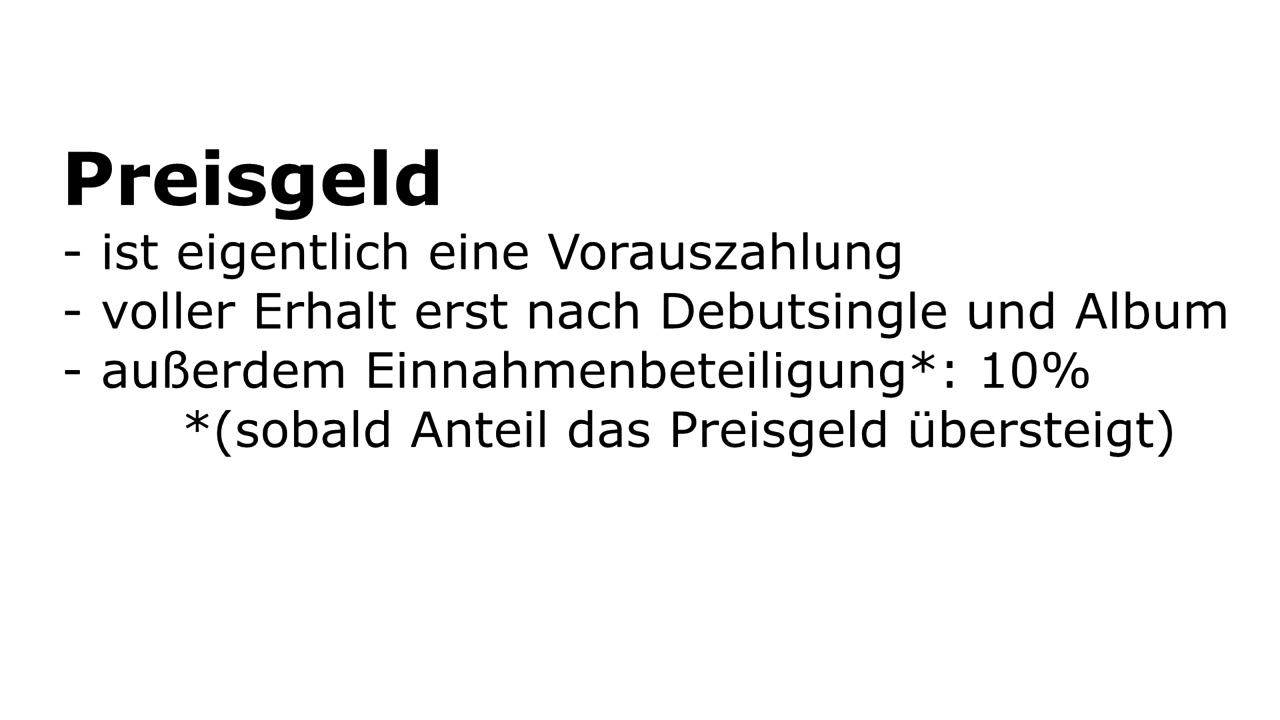 Preisgeld
- ist eigentlich eine Vorauszahlung
- voller Erhalt erst nach Debutsingle und Album
- außerdem Einnahmenbeteiligung*: 10%
*(sobald Anteil das Preisgeld übersteigt)